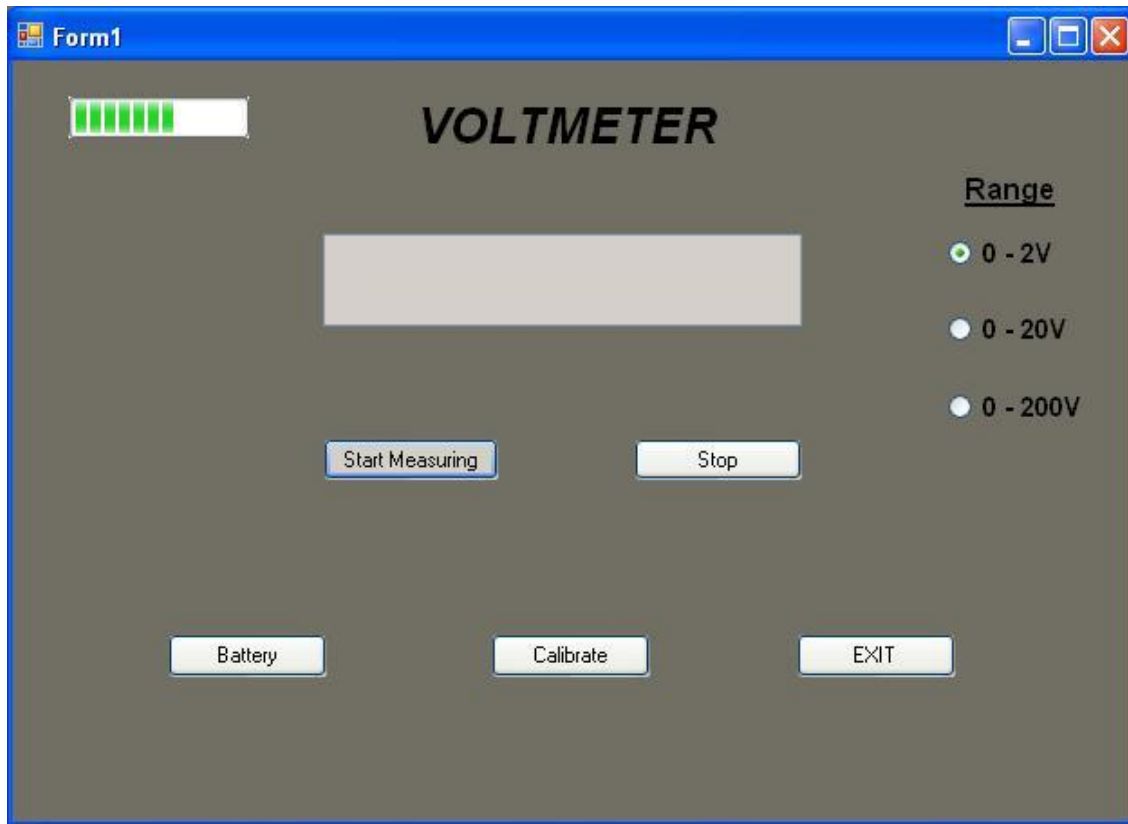 Form1
VOLTMETER
Range
0 - 2V
0 - 20V
0 - 200V
Start Measuring
Stop
Battery
Calibrate
EXIT